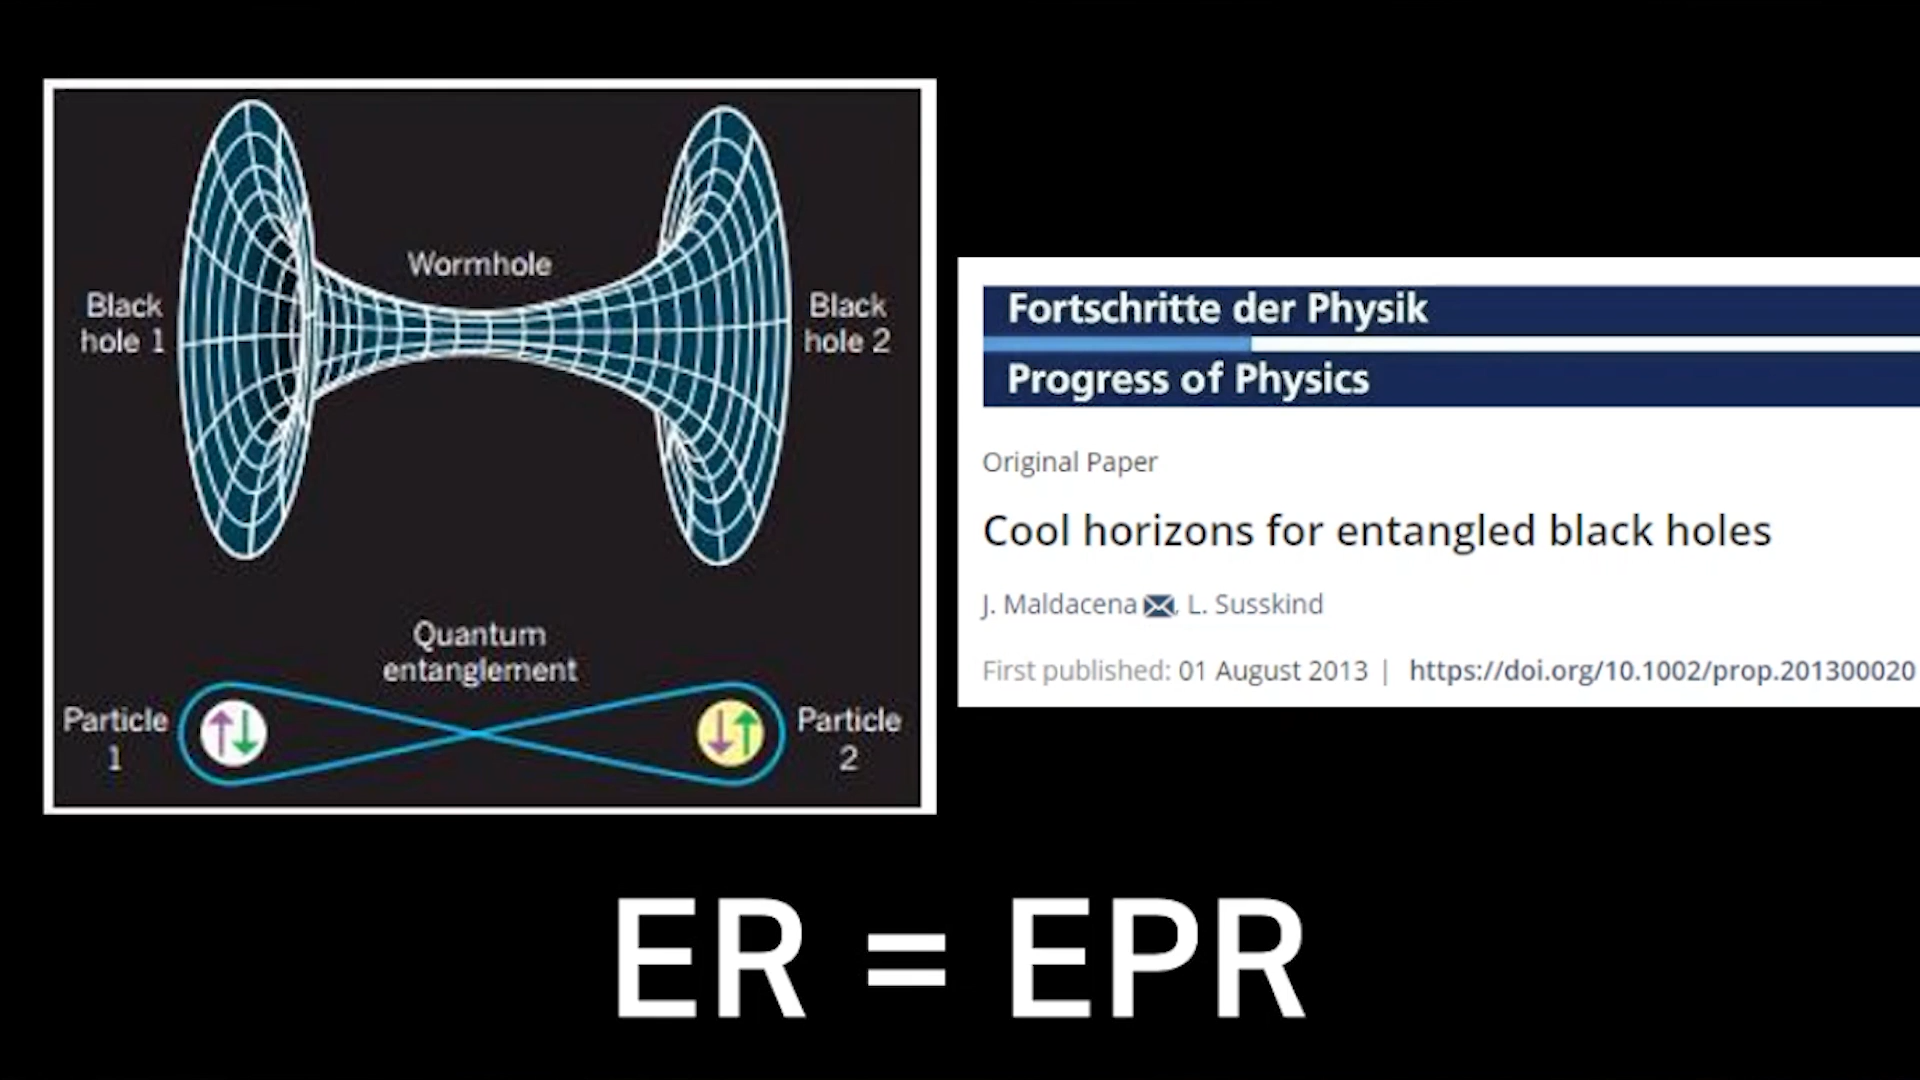 Wormhole
Black
hole 1
Black
hole 2
Quantum
entanglement
Particle
1
Particle
2
Fortschritte der Physik
Progress of Physics
Original Paper
Cool horizons for entangled black holes
J. Maldacena, L. Susskind
First published: 01 August 2013 | https://doi.org/10.1002/prop.201300020
ER = EPR